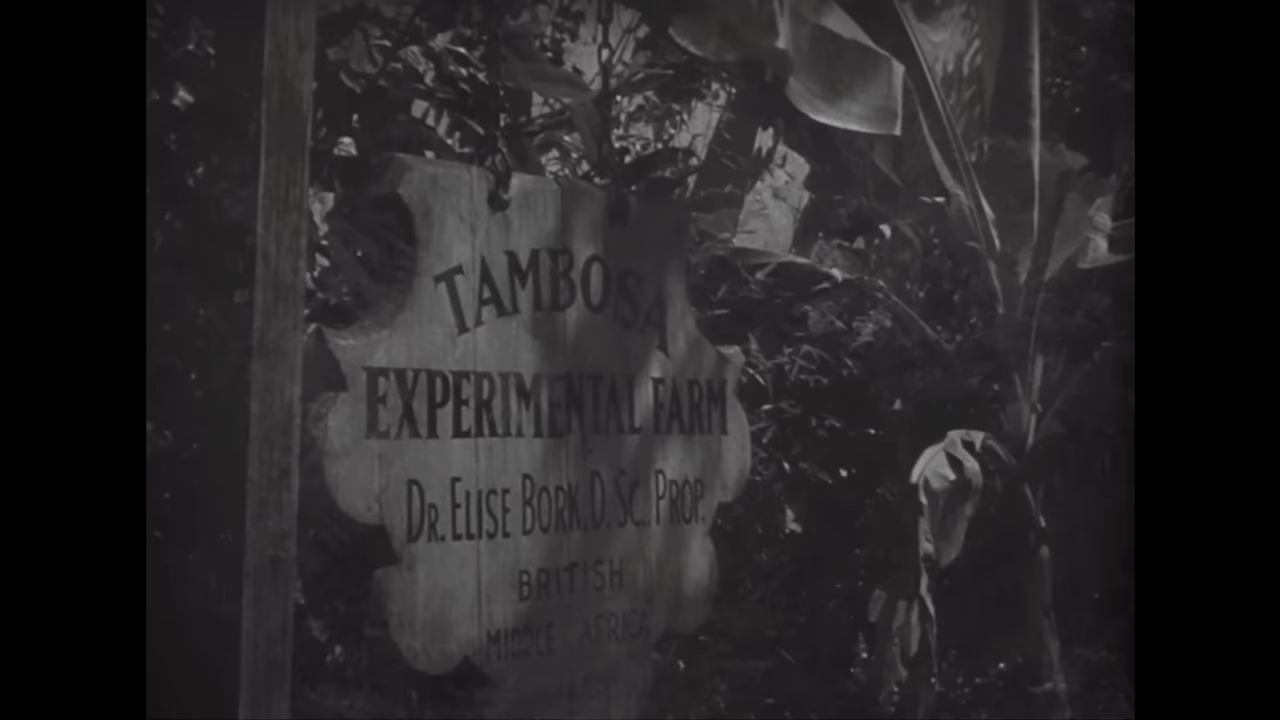 TAMBOSA
EXPERIMENTAL FARM
DR. ELISE BORK, D. SC., PROP.
BRITISH
MIDDLE AFRICA